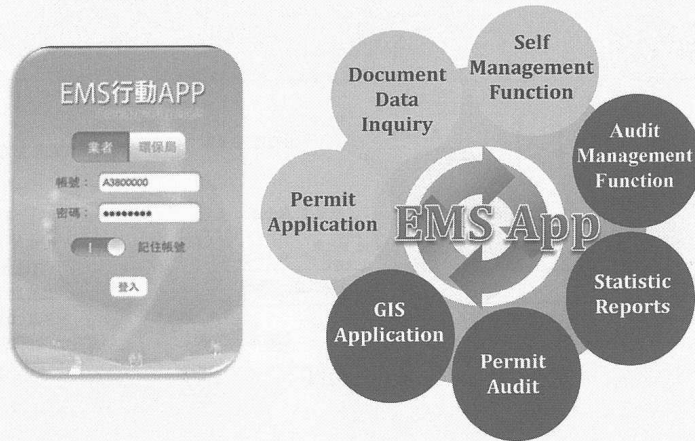 EMS行動APP
業者 環保局
帳號： A3800000
密碼： ●●●●●●●●
記住帳號
登入
Self
Management
Function
Document
Data
Inquiry
Audit
Management
Function
Permit
Application
EMS App
Statistic
Reports
GIS
Application
Permit
Audit